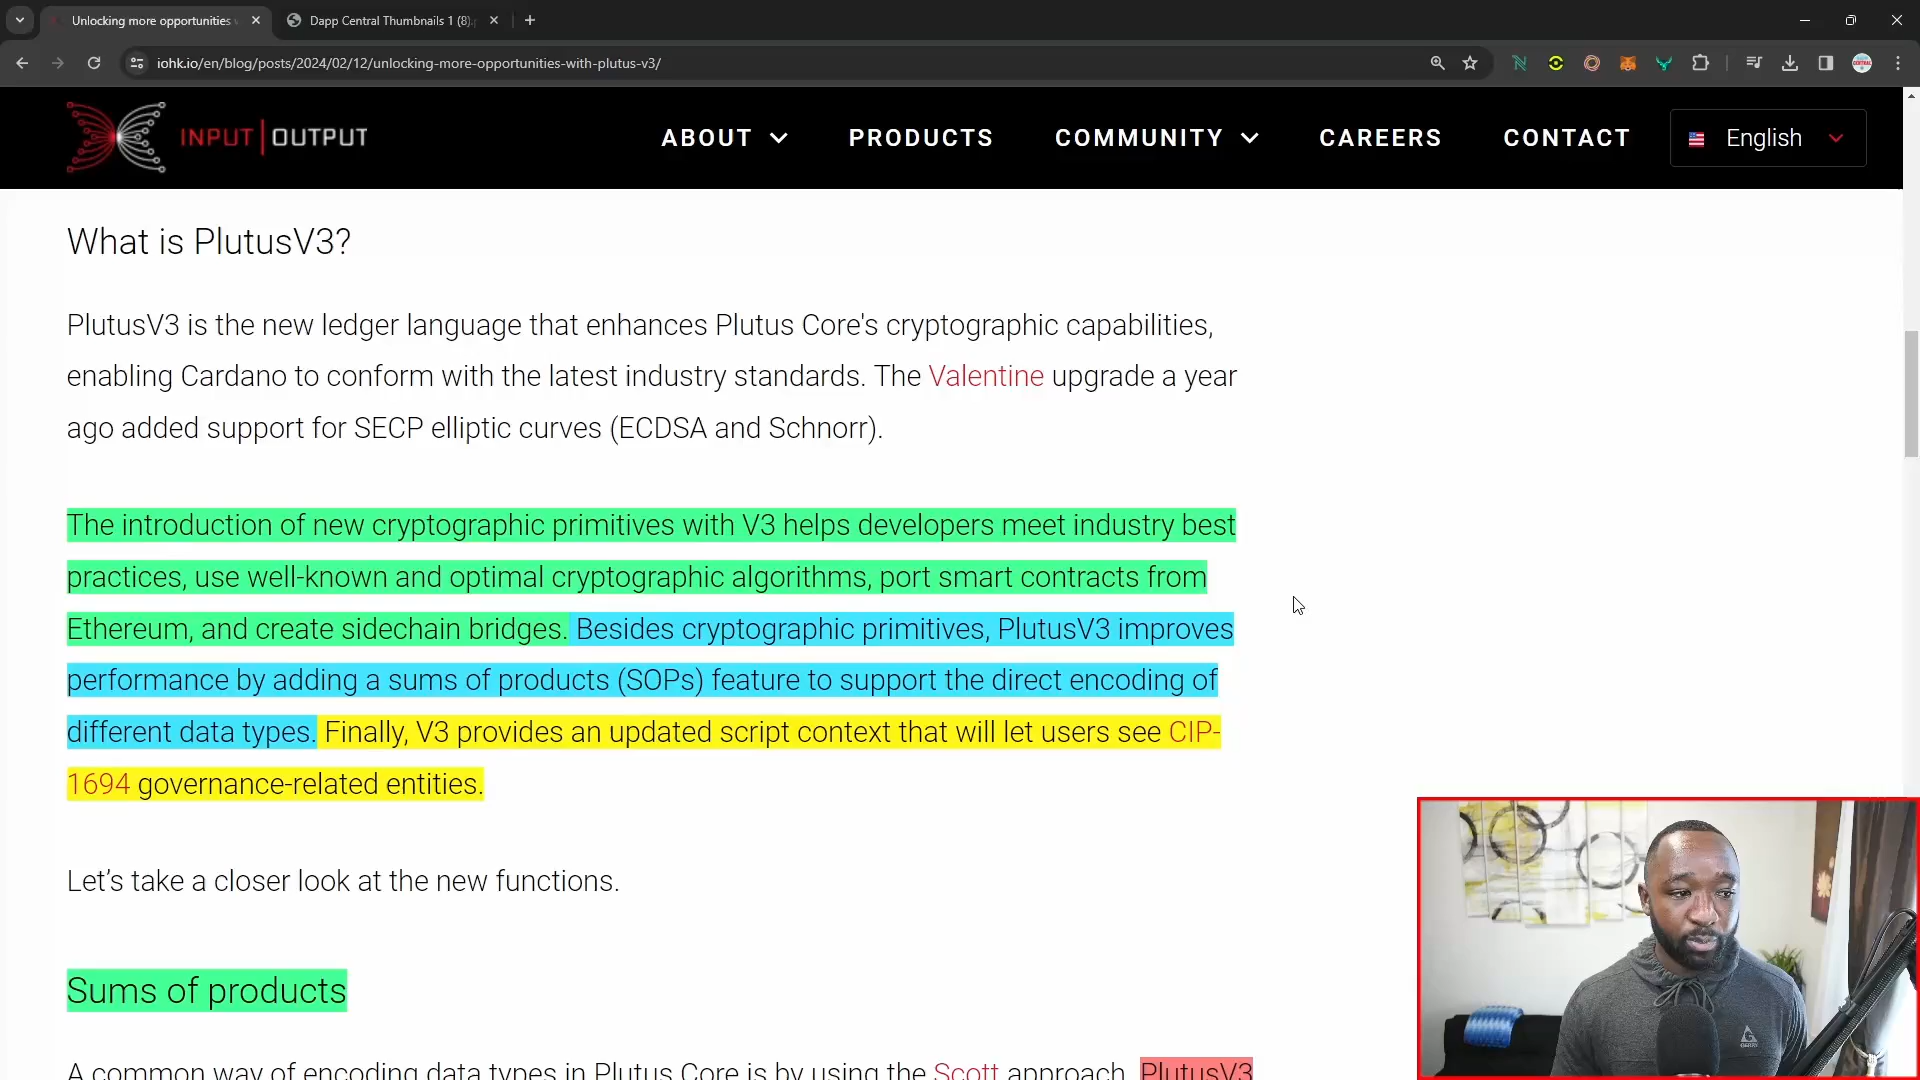 Unlocking more opportunities
Dapp Central Thumbnails 1 (8).
iohk.io/en/blog/posts/2024/02/12/unlocking-more-opportunities-with-plutus-v3/
INPUT | OUTPUT
ABOUT
PRODUCTS
COMMUNITY
CAREERS
CONTACT
English
What is PlutusV3?
PlutusV3 is the new ledger language that enhances Plutus Core's cryptographic capabilities,
enabling Cardano to conform with the latest industry standards. The Valentine upgrade a year
ago added support for SECP elliptic curves (ECDSA and Schnorr).
The introduction of new cryptographic primitives with V3 helps developers meet industry best
practices, use well-known and optimal cryptographic algorithms, port smart contracts from
Ethereum, and create sidechain bridges. Besides cryptographic primitives, PlutusV3 improves
performance by adding a sums of products (SOPs) feature to support the direct encoding of
different data types. Finally, V3 provides an updated script context that will let users see CIP-
1694 governance-related entities.
Let’s take a closer look at the new functions.
Sums of products
A common way of encoding data types in Plutus Core is by using the Scott approach. PlutusV3